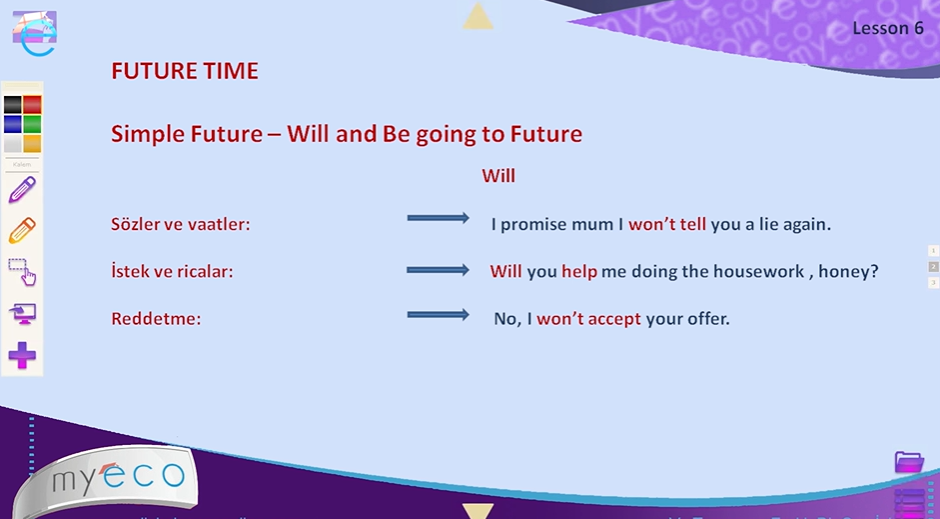 Lesson 6
FUTURE TIME
Simple Future – Will and Be going to Future
Will
Sözler ve vaatler: I promise mum I won't tell you a lie again.
İstek ve ricalar: Will you help me doing the housework , honey?
Reddetme: No, I won't accept your offer.
Kalem
1
2
3
myeco